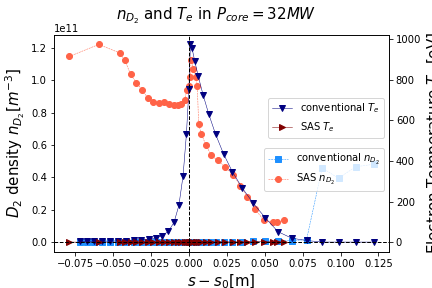 n_{D_2} and T_e in P_{core} = 32MW
1e11
1.2
1.0
0.8
0.6
0.4
0.2
0.0
D_2 density n_{D_2}[m^{-3}]
1000
800
600
400
200
0
conventional T_e
SAS T_e
conventional n_{D_2}
SAS n_{D_2}
−0.075 −0.050 −0.025 0.000 0.025 0.050 0.075 0.100 0.125
s − s_0[m]
Electron Temperature